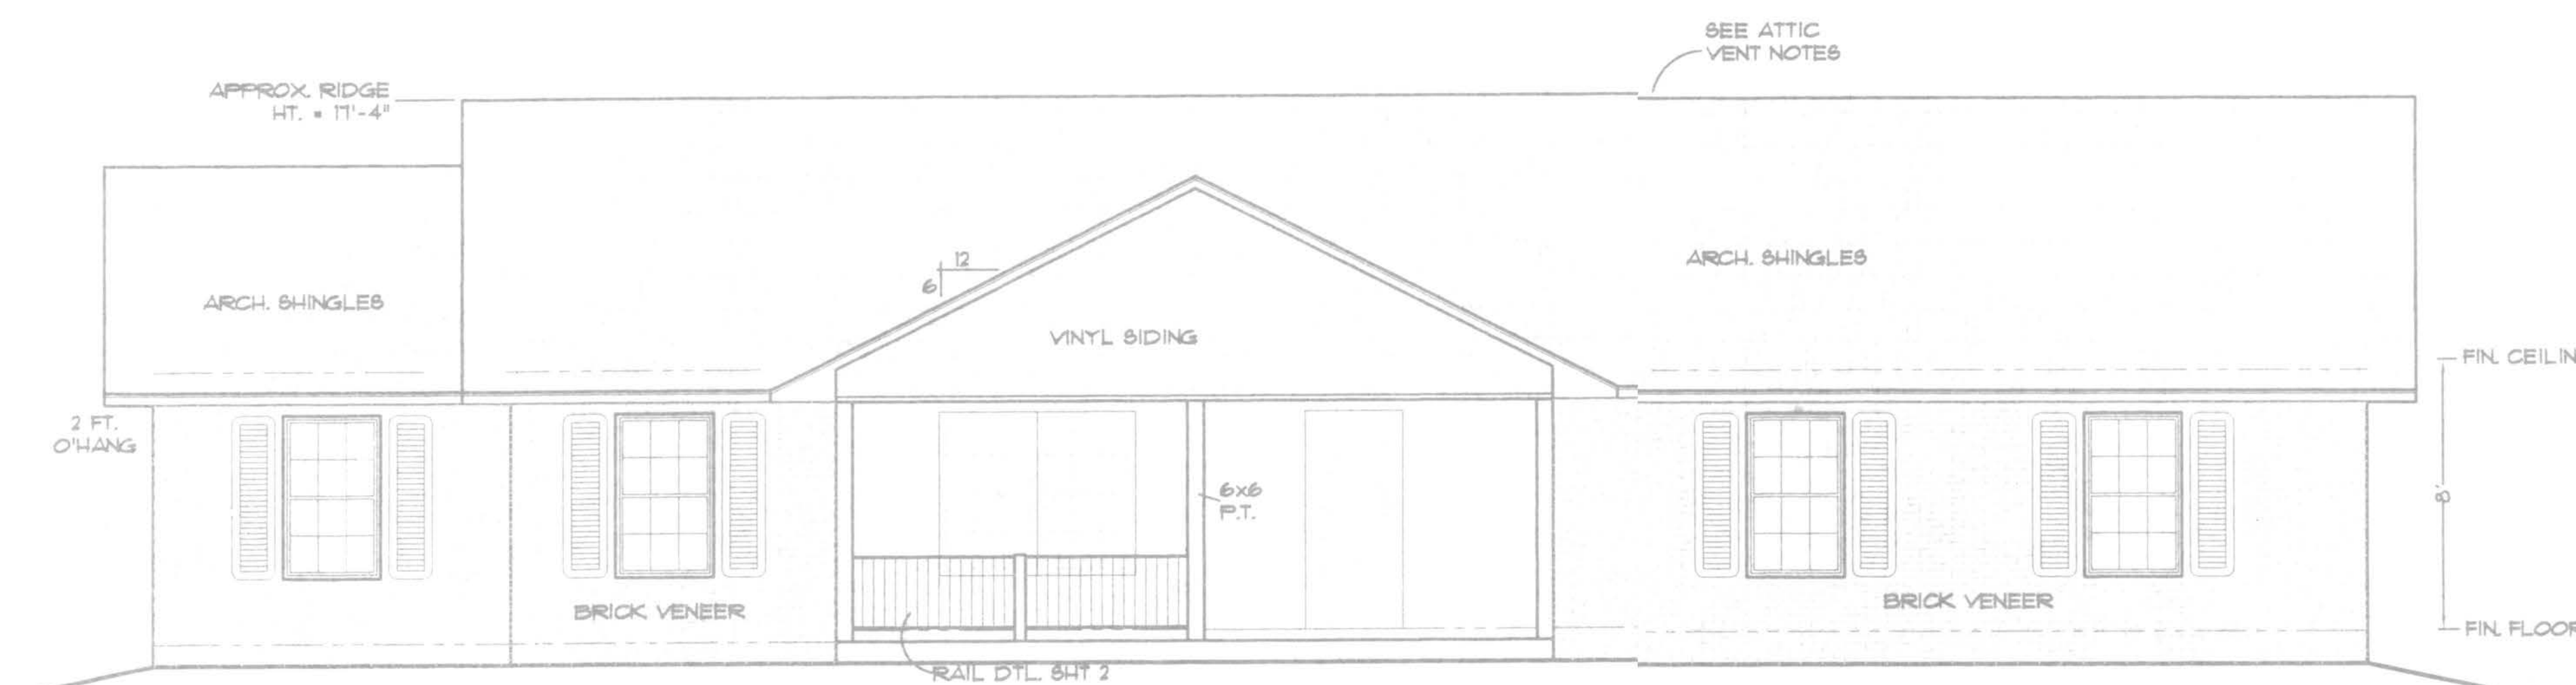 SEE ATTIC
VENT NOTES
APPROX. RIDGE
HT. = 17'-4"
12
6
ARCH. SHINGLES
ARCH. SHINGLES
VINYL SIDING
FIN. CEILIN
2 FT.
O'HANG
6x6
P.T.
8'
BRICK VENEER
BRICK VENEER
FIN. FLOOR
RAIL DTL. SHT 2